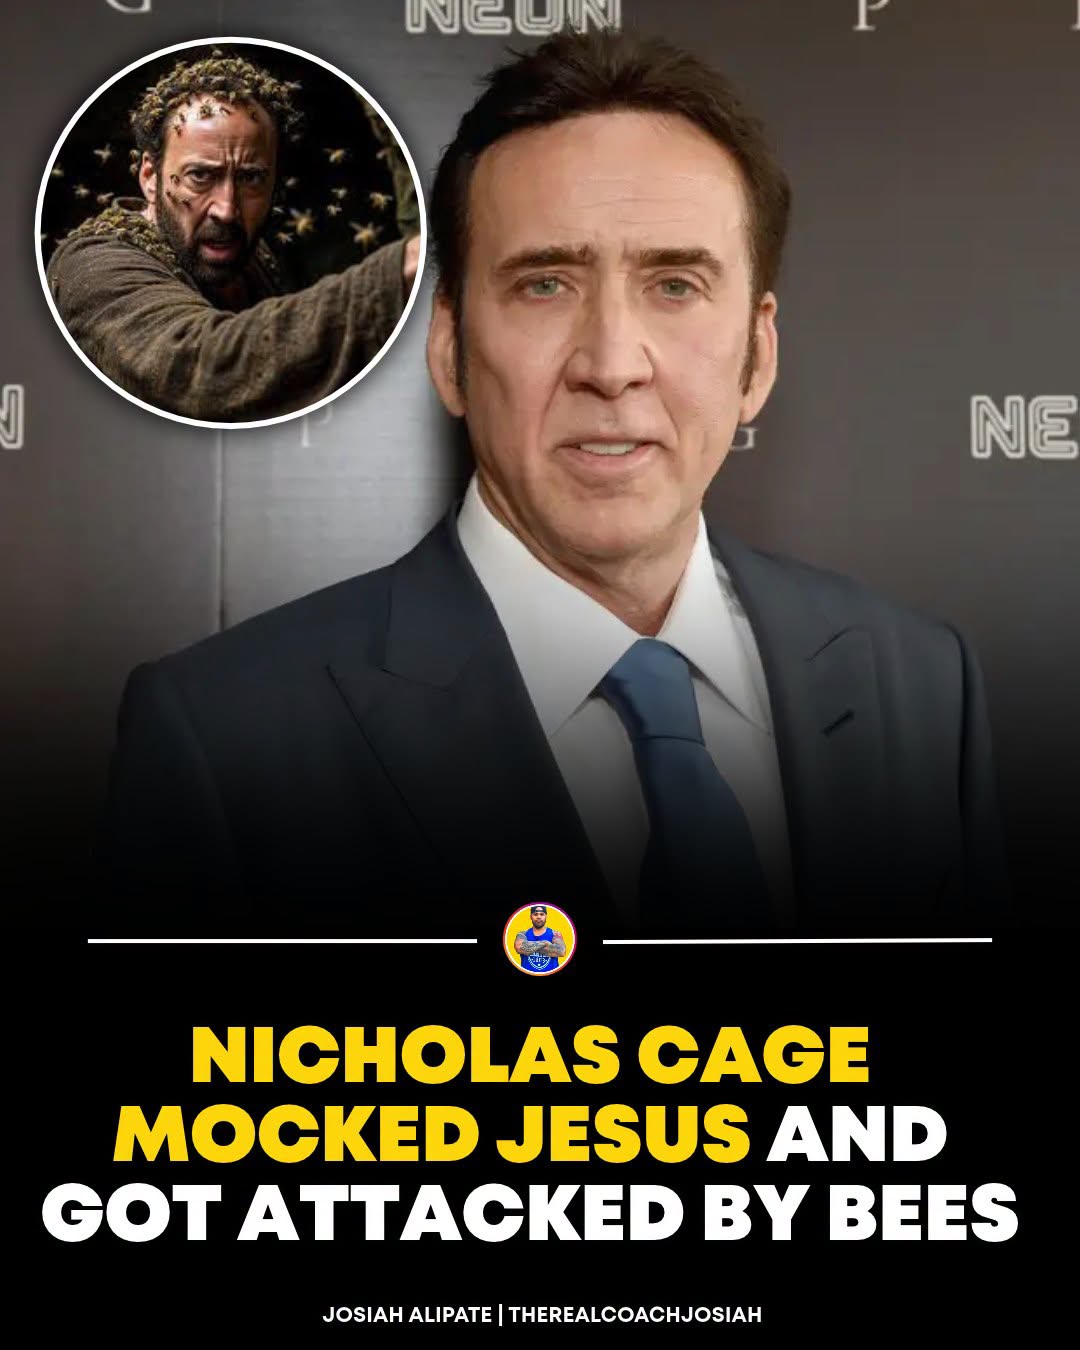 G
NEON
P
N
P
G
NE
NICHOLAS CAGE
MOCKED JESUS AND
GOT ATTACKED BY BEES
JOSIAH ALIPATE | THEREALCOACHJOSIAH